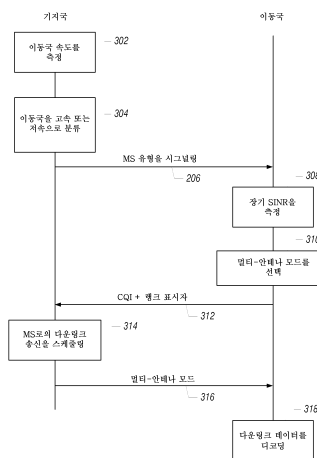 기지국
이동국
이동국 속도를
측정
302
이동국을 고속 또는
저속으로 분류
304
MS 유형을 시그널링
206
308
장기 SINR을
측정
310
멀티-안테나 모드를
선택
CQI + 랭크 표시자
312
MS로의 다운링크
송신을 스케줄링
314
멀티-안테나 모드
316
318
다운링크 데이터를
디코딩